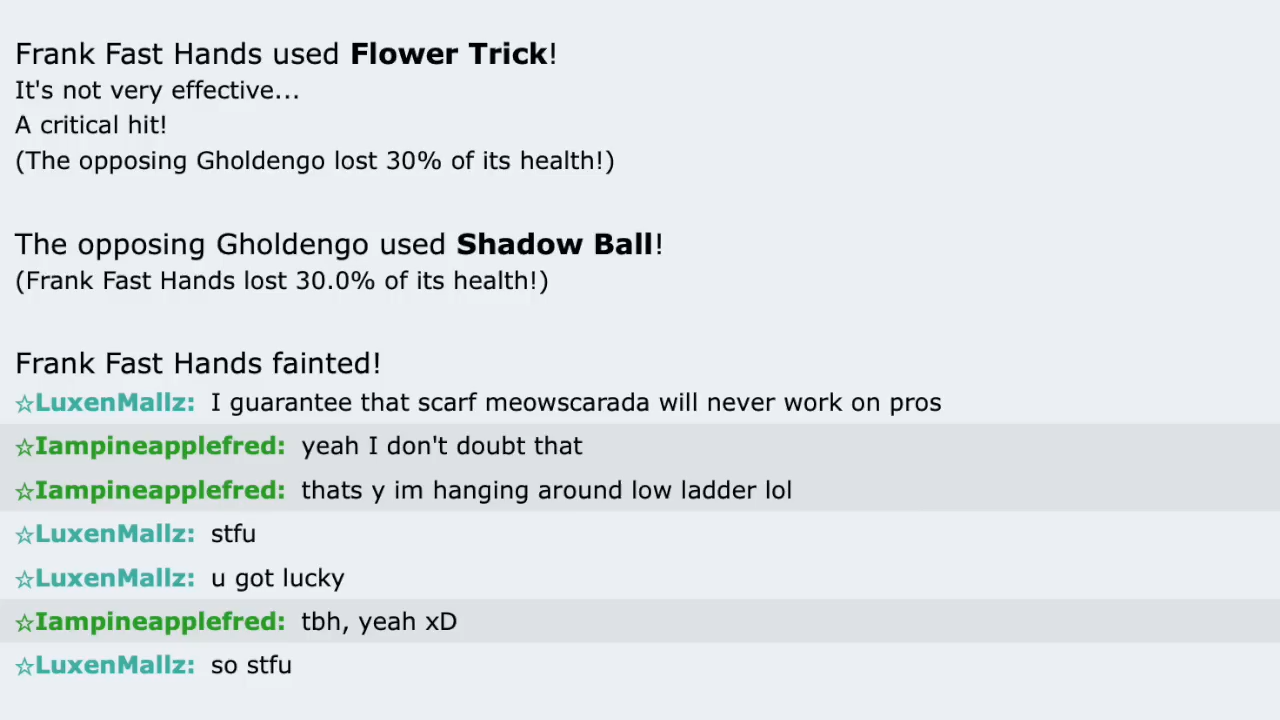 Frank Fast Hands used Flower Trick!
It's not very effective...
A critical hit!
(The opposing Gholdengo lost 30% of its health!)
The opposing Gholdengo used Shadow Ball!
(Frank Fast Hands lost 30.0% of its health!)
Frank Fast Hands fainted!
☆LuxenMallz: I guarantee that scarf meowscarada will never work on pros
☆Iampineapplefred: yeah I don't doubt that
☆Iampineapplefred: thats y im hanging around low ladder lol
☆LuxenMallz: stfu
☆LuxenMallz: u got lucky
☆Iampineapplefred: tbh, yeah xD
☆LuxenMallz: so stfu